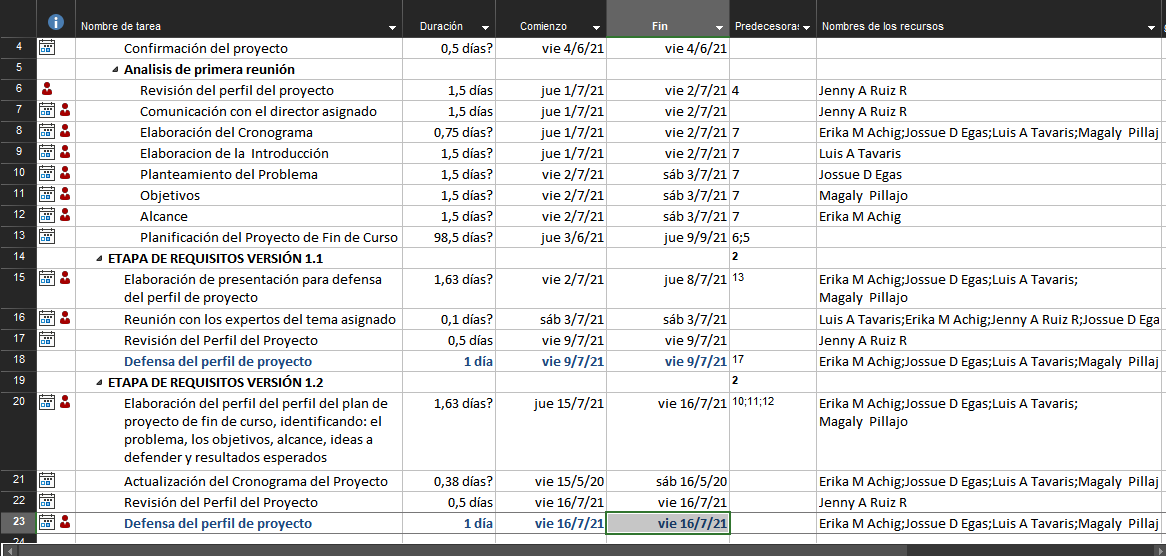 Nombre de tarea Duración Comienzo Fin Predecesoras Nombres de los recursos
4 Confirmación del proyecto 0,5 días? vie 4/6/21 vie 4/6/21
5 Analisis de primera reunión
6 Revisión del perfil del proyecto 1,5 días jue 1/7/21 vie 2/7/21 4 Jenny A Ruiz R
7 Comunicación con el director asignado 1,5 días jue 1/7/21 vie 2/7/21 Jenny A Ruiz R
8 Elaboración del Cronograma 0,75 días? jue 1/7/21 vie 2/7/21 7 Erika M Achig;Jossue D Egas;Luis A Tavaris;Magaly Pillaj
9 Elaboracion de la Introducción 1,5 días? jue 1/7/21 vie 2/7/21 7 Luis A Tavaris
10 Planteamiento del Problema 1,5 días? vie 2/7/21 sáb 3/7/21 7 Jossue D Egas
11 Objetivos 1,5 días? vie 2/7/21 sáb 3/7/21 7 Magaly Pillajo
12 Alcance 1,5 días? vie 2/7/21 sáb 3/7/21 7 Erika M Achig
13 Planificación del Proyecto de Fin de Curso 98,5 días? jue 3/6/21 jue 9/9/21 6;5
14 ETAPA DE REQUISITOS VERSIÓN 1.1 2
15 Elaboración de presentación para defensa 1,63 días? vie 2/7/21 jue 8/7/21 13 Erika M Achig;Jossue D Egas;Luis A Tavaris;
del perfil de proyecto Magaly Pillajo
16 Reunión con los expertos del tema asignado 0,1 días? sáb 3/7/21 sáb 3/7/21 Luis A Tavaris;Erika M Achig;Jenny A Ruiz R;Jossue D Ega
17 Revisión del Perfil del Proyecto 0,5 días vie 9/7/21 vie 9/7/21 Jenny A Ruiz R
18 Defensa del perfil de proyecto 1 día vie 9/7/21 vie 9/7/21 17 Erika M Achig;Jossue D Egas;Luis A Tavaris;Magaly Pillaj
19 ETAPA DE REQUISITOS VERSIÓN 1.2 2
20 Elaboración del perfil del perfil del plan de 1,63 días? jue 15/7/21 vie 16/7/21 10;11;12 Erika M Achig;Jossue D Egas;Luis A Tavaris;
proyecto de fin de curso, identificando: el Magaly Pillajo
problema, los objetivos, alcance, ideas a
defender y resultados esperados
21 Actualización del Cronograma del Proyecto 0,38 días? vie 15/5/20 sáb 16/5/20 Erika M Achig;Jossue D Egas;Luis A Tavaris;Magaly Pillaj
22 Revisión del Perfil del Proyecto 0,5 días vie 16/7/21 vie 16/7/21 Jenny A Ruiz R
23 Defensa del perfil de proyecto 1 día vie 16/7/21 vie 16/7/21 Erika M Achig;Jossue D Egas;Luis A Tavaris;Magaly Pillaj